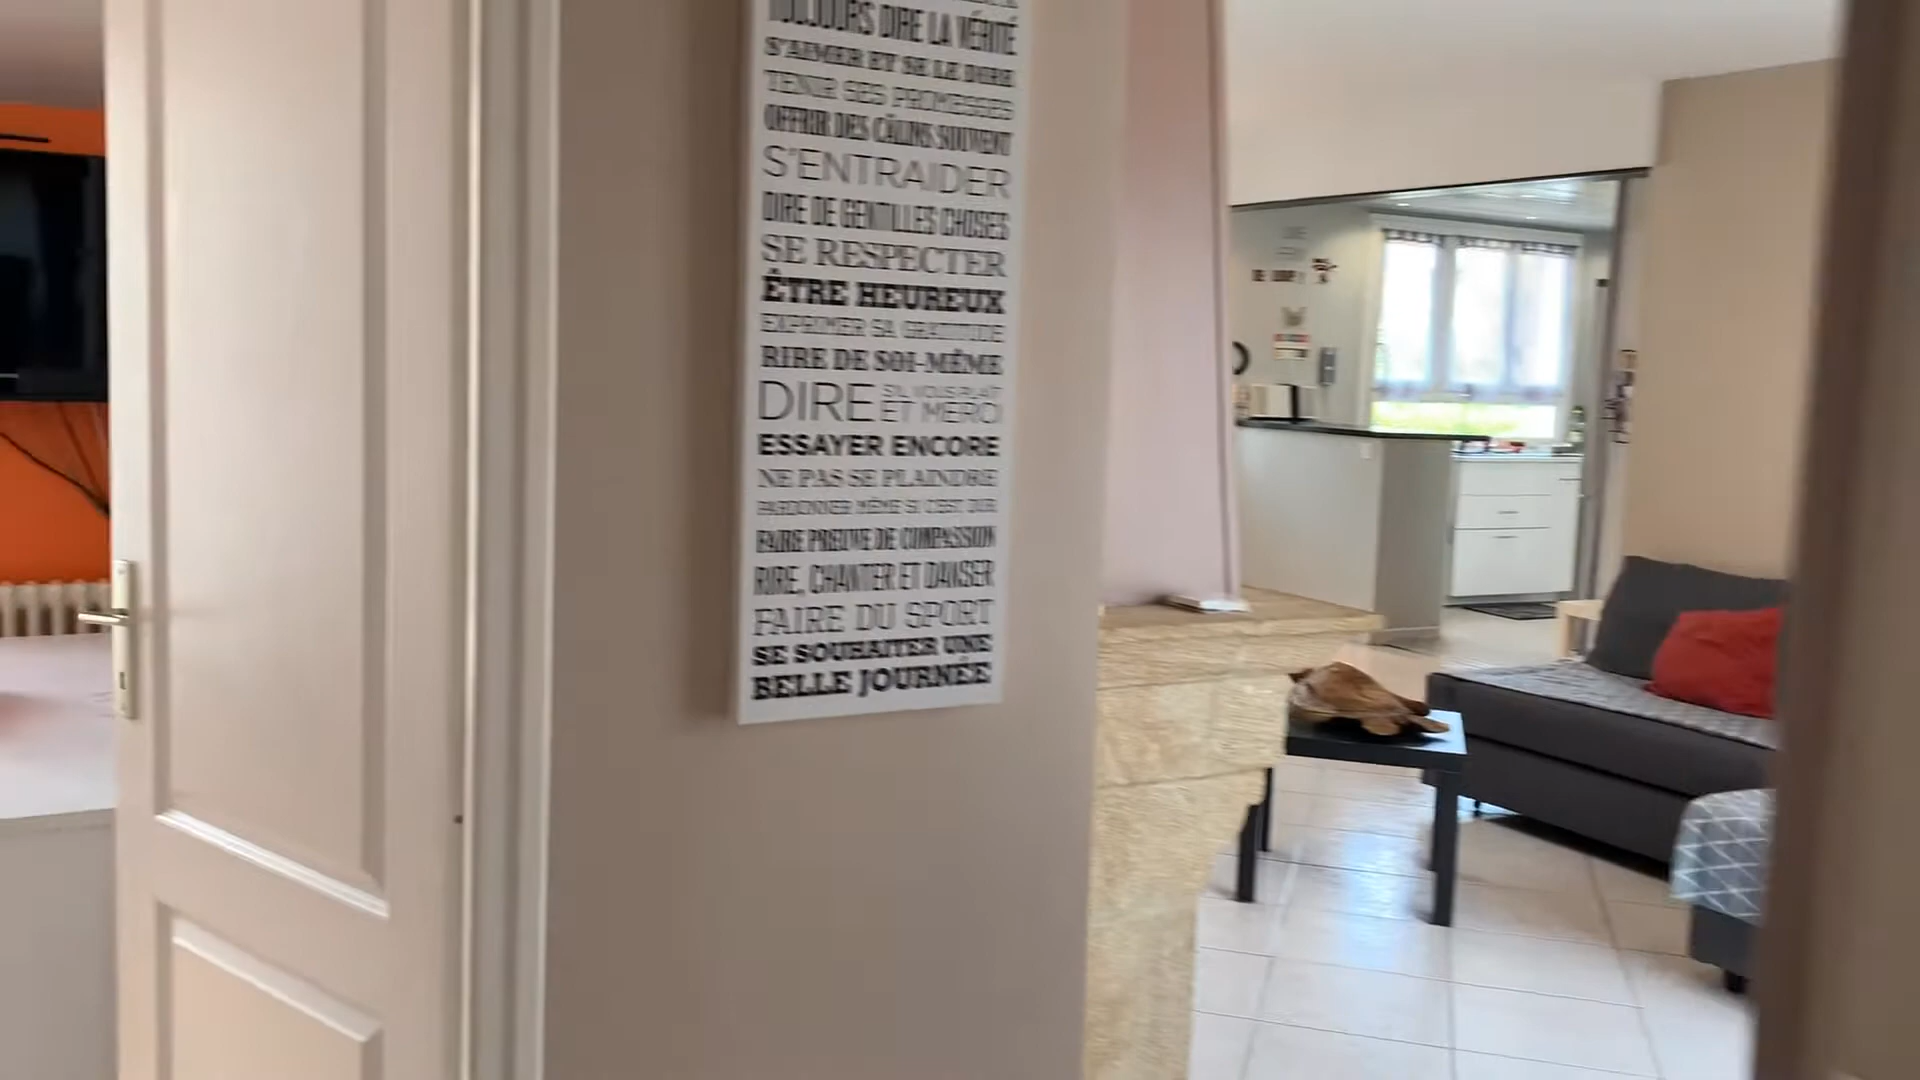 TOUJOURS DIRE LA VÉRITÉ
S'AIMER ET SE LE DIRE
TENIR SES PROMESSES
OFFRIR DES CÂLINS SOUVENT
S'ENTRAIDER
DIRE DE GENTILLES CHOSES
SE RESPECTER
ÊTRE HEUREUX
EXPRIMER SA GRATITUDE
RIRE DE SOI-MÊME
DIRE S'IL VOUS PLAÎT
ET MERCI
ESSAYER ENCORE
NE PAS SE PLAINDRE
PARDONNER MÊME SI C'EST DUR
FAIRE PREUVE DE COMPASSION
RIRE, CHANTER ET DANSER
FAIRE DU SPORT
SE SOUHAITER UNE
BELLE JOURNÉE